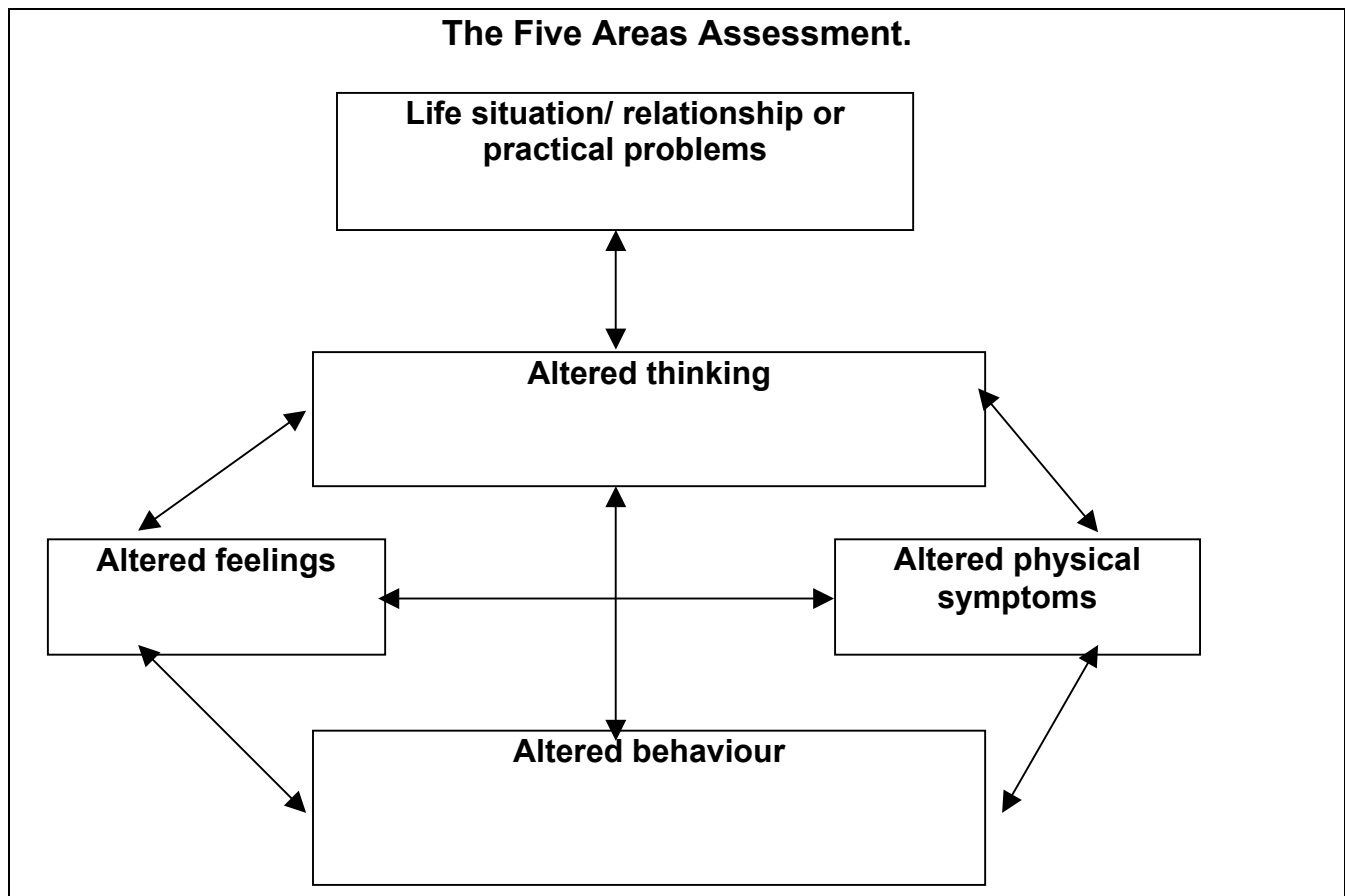 The Five Areas Assessment.
Life situation/ relationship or
practical problems
Altered thinking
Altered feelings
Altered physical
symptoms
Altered behaviour